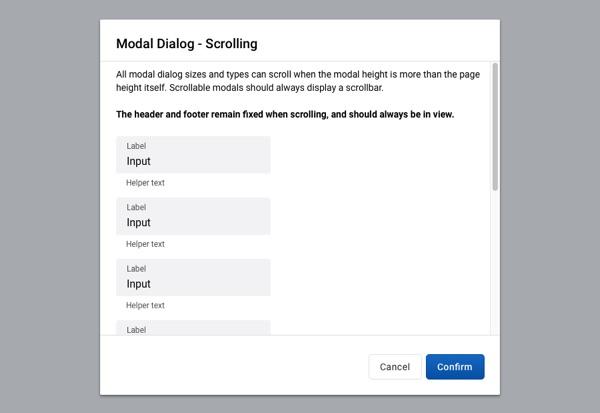 Modal Dialog - Scrolling
All modal dialog sizes and types can scroll when the modal height is more than the page
height itself. Scrollable modals should always display a scrollbar.
The header and footer remain fixed when scrolling, and should always be in view.
Label
Input
Helper text
Label
Input
Helper text
Label
Input
Helper text
Label
Cancel
Confirm